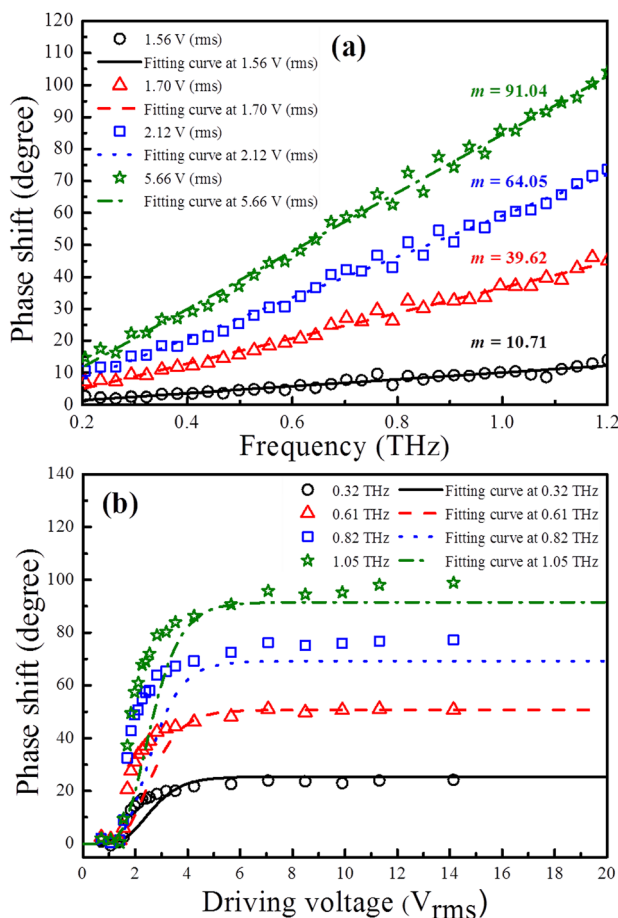 (a)
1.56 V (rms)
Fitting curve at 1.56 V (rms)
1.70 V (rms)
Fitting curve at 1.70 V (rms)
2.12 V (rms)
Fitting curve at 2.12 V (rms)
5.66 V (rms)
Fitting curve at 5.66 V (rms)
m = 91.04
m = 64.05
m = 39.62
m = 10.71
120
110
100
90
80
70
60
50
40
30
20
10
0
Phase shift (degree)
0.2 0.4 0.6 0.8 1.0 1.2
Frequency (THz)
(b)
0.32 THz Fitting curve at 0.32 THz
0.61 THz Fitting curve at 0.61 THz
0.82 THz Fitting curve at 0.82 THz
1.05 THz Fitting curve at 1.05 THz
140
120
100
80
60
40
20
0
Phase shift (degree)
0 2 4 6 8 10 12 14 16 18 20
Driving voltage (Vrms)